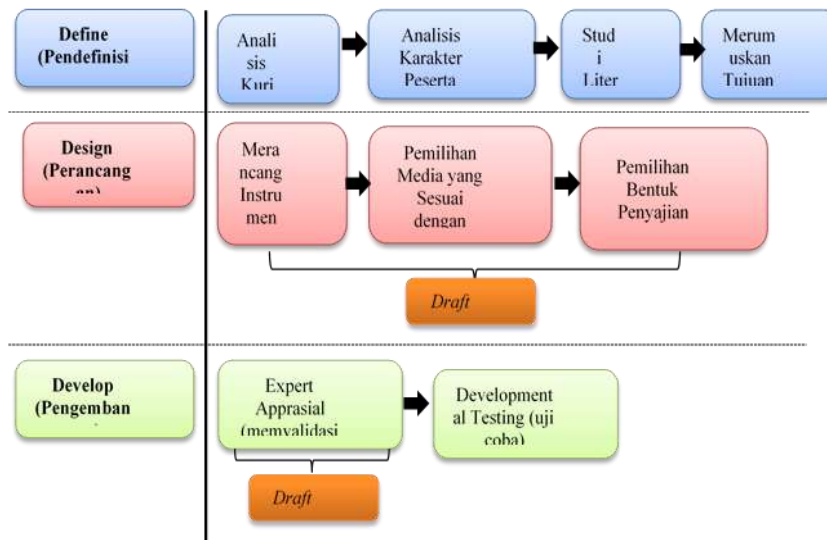 Define
(Pendefinisi
Anali
sis
Kuri
Analisis
Karakter
Peserta
Stud
i
Liter
Merum
uskan
Tujuan
Design
(Perancang
an)
Mera
ncang
Instru
men
Pemilihan
Media yang
Sesuai
dengan
Pemilihan
Bentuk
Penyajian
Draft
Develop
(Pengemban
Expert
Apprasial
(memvalidasi
Development
al Testing (uji
coba)
Draft